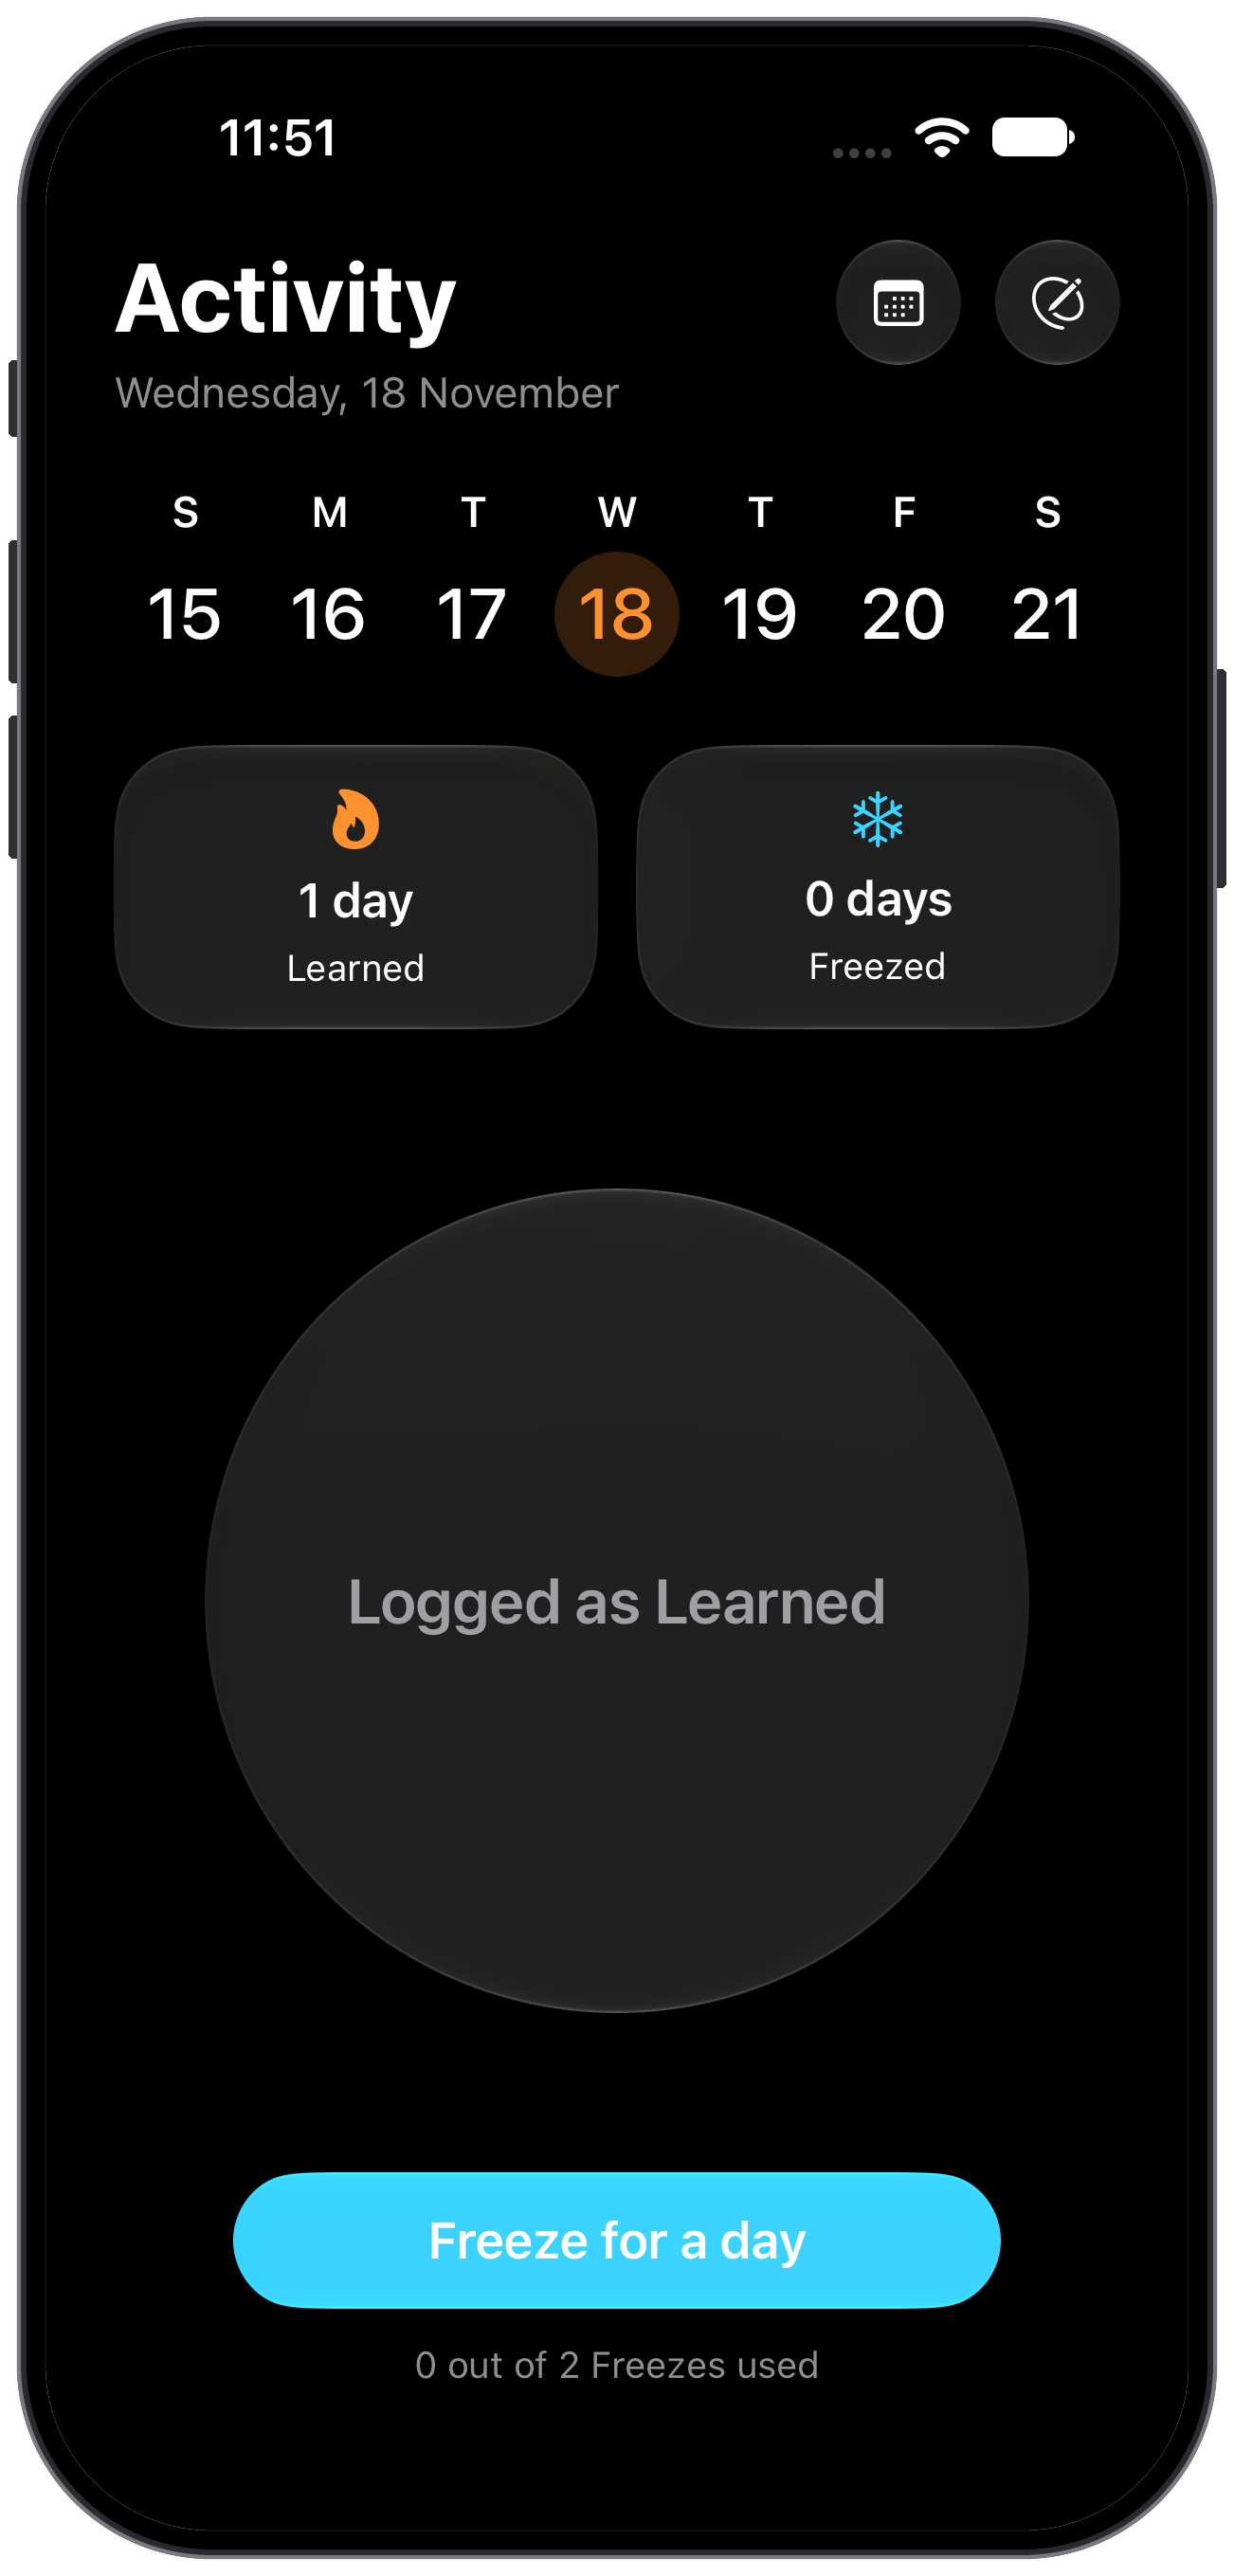 11:51
Activity
Wednesday, 18 November
S M T W T F S
15 16 17 18 19 20 21
1 day
Learned
0 days
Freezed
Logged as Learned
Freeze for a day
0 out of 2 Freezes used